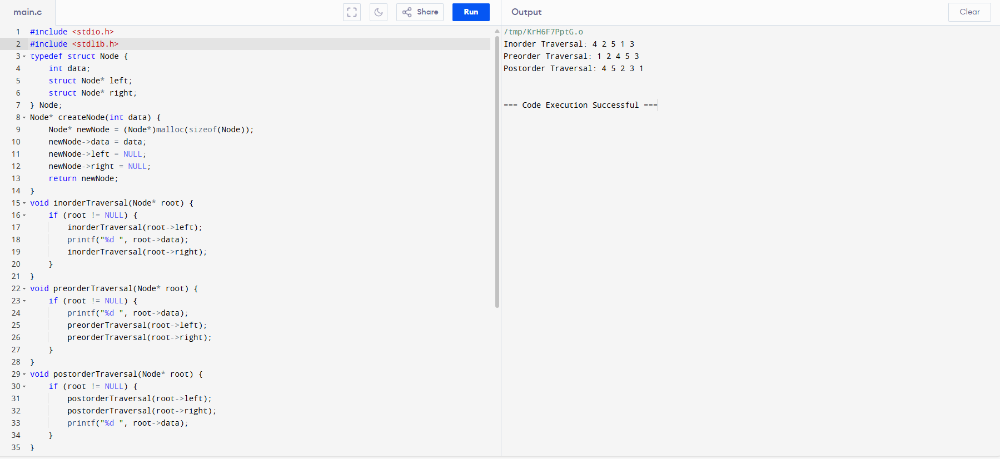 main.c
Share
Run
Output
Clear
1 #include <stdio.h>
2 #include <stdlib.h>
3 typedef struct Node {
4     int data;
5     struct Node* left;
6     struct Node* right;
7 } Node;
8 Node* createNode(int data) {
9     Node* newNode = (Node*)malloc(sizeof(Node));
10     newNode->data = data;
11     newNode->left = NULL;
12     newNode->right = NULL;
13     return newNode;
14 }
15 void inorderTraversal(Node* root) {
16     if (root != NULL) {
17         inorderTraversal(root->left);
18         printf("%d ", root->data);
19         inorderTraversal(root->right);
20     }
21 }
22 void preorderTraversal(Node* root) {
23     if (root != NULL) {
24         printf("%d ", root->data);
25         preorderTraversal(root->left);
26         preorderTraversal(root->right);
27     }
28 }
29 void postorderTraversal(Node* root) {
30     if (root != NULL) {
31         postorderTraversal(root->left);
32         postorderTraversal(root->right);
33         printf("%d ", root->data);
34     }
35 }
/tmp/KrH6F7PptG.o
Inorder Traversal: 4 2 5 1 3
Preorder Traversal: 1 2 4 5 3
Postorder Traversal: 4 5 2 3 1
=== Code Execution Successful ===